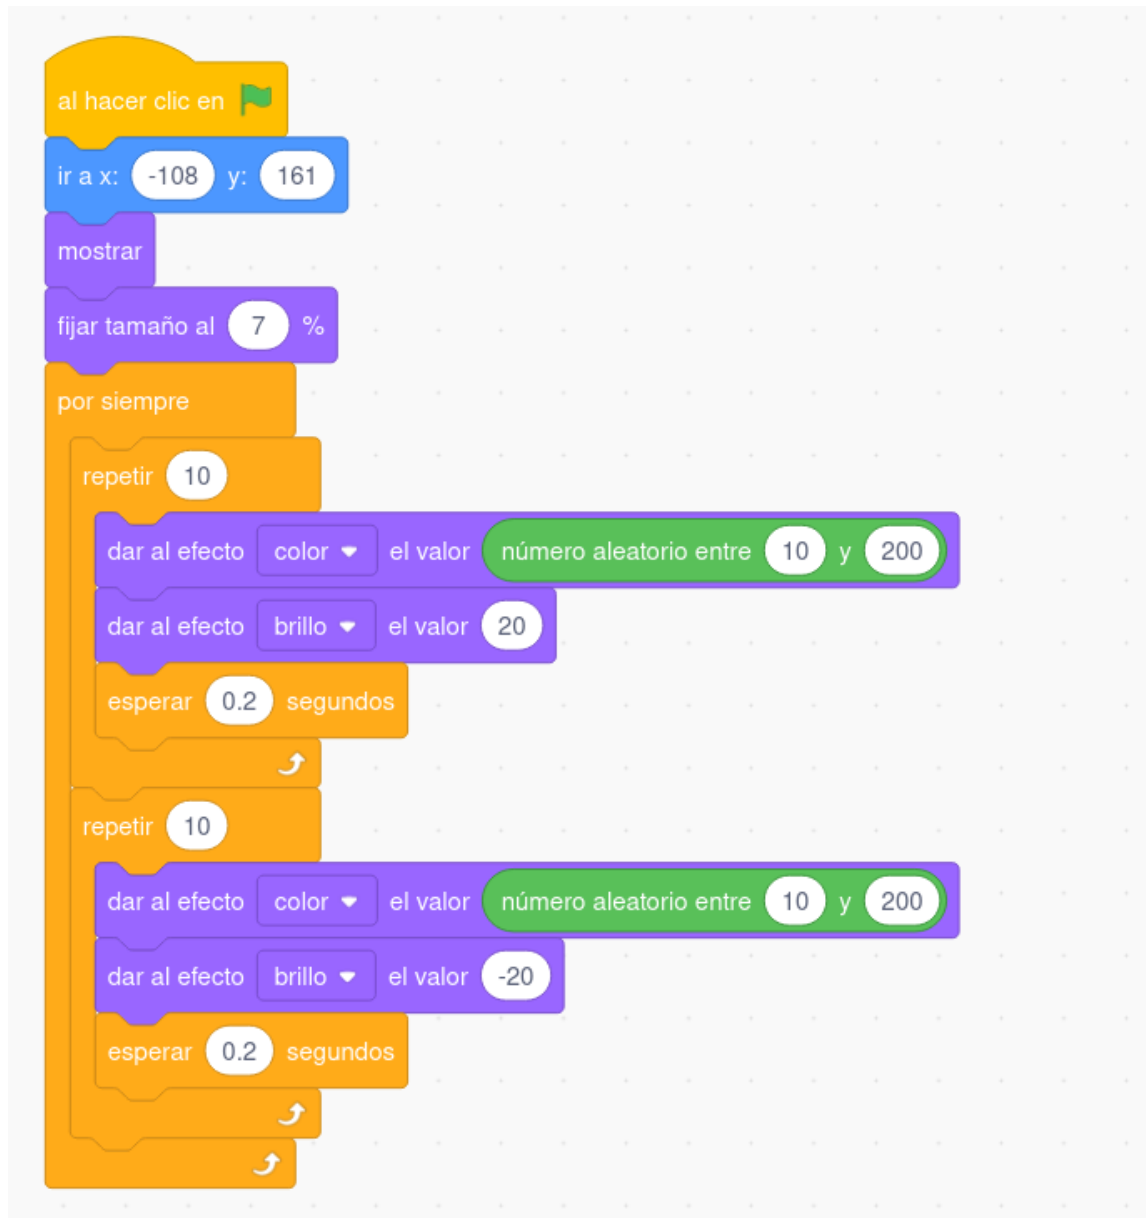 al hacer clic en
ir a x: -108 y: 161
mostrar
fijar tamaño al 7 %
por siempre
repetir 10
dar al efecto color el valor número aleatorio entre 10 y 200
dar al efecto brillo el valor 20
esperar 0.2 segundos
repetir 10
dar al efecto color el valor número aleatorio entre 10 y 200
dar al efecto brillo el valor -20
esperar 0.2 segundos